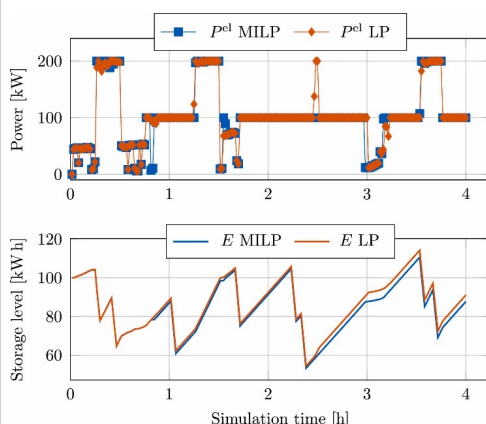 P^el MILP P^el LP
200
100
0
Power [kW]
0 1 2 3 4
E MILP E LP
120
100
80
60
Storage level [kW h]
0 1 2 3 4
Simulation time [h]